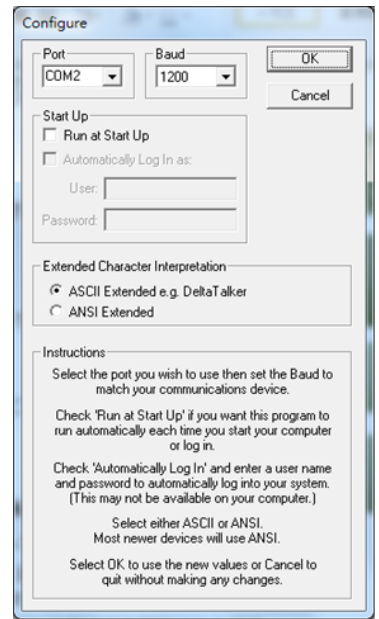 Configure
Port
COM2
Baud
1200
OK
Cancel
Start Up
Run at Start Up
Automatically Log In as:
User:
Password:
Extended Character Interpretation
ASCII Extended e.g. DeltaTalker
ANSI Extended
Instructions
Select the port you wish to use then set the Baud to
match your communications device.
Check 'Run at Start Up' if you want this program to
run automatically each time you start your computer
or log in.
Check 'Automatically Log In' and enter a user name
and password to automatically log into your system.
(This may not be available on your computer.)
Select either ASCII or ANSI.
Most newer devices will use ANSI.
Select OK to use the new values or Cancel to
quit without making any changes.